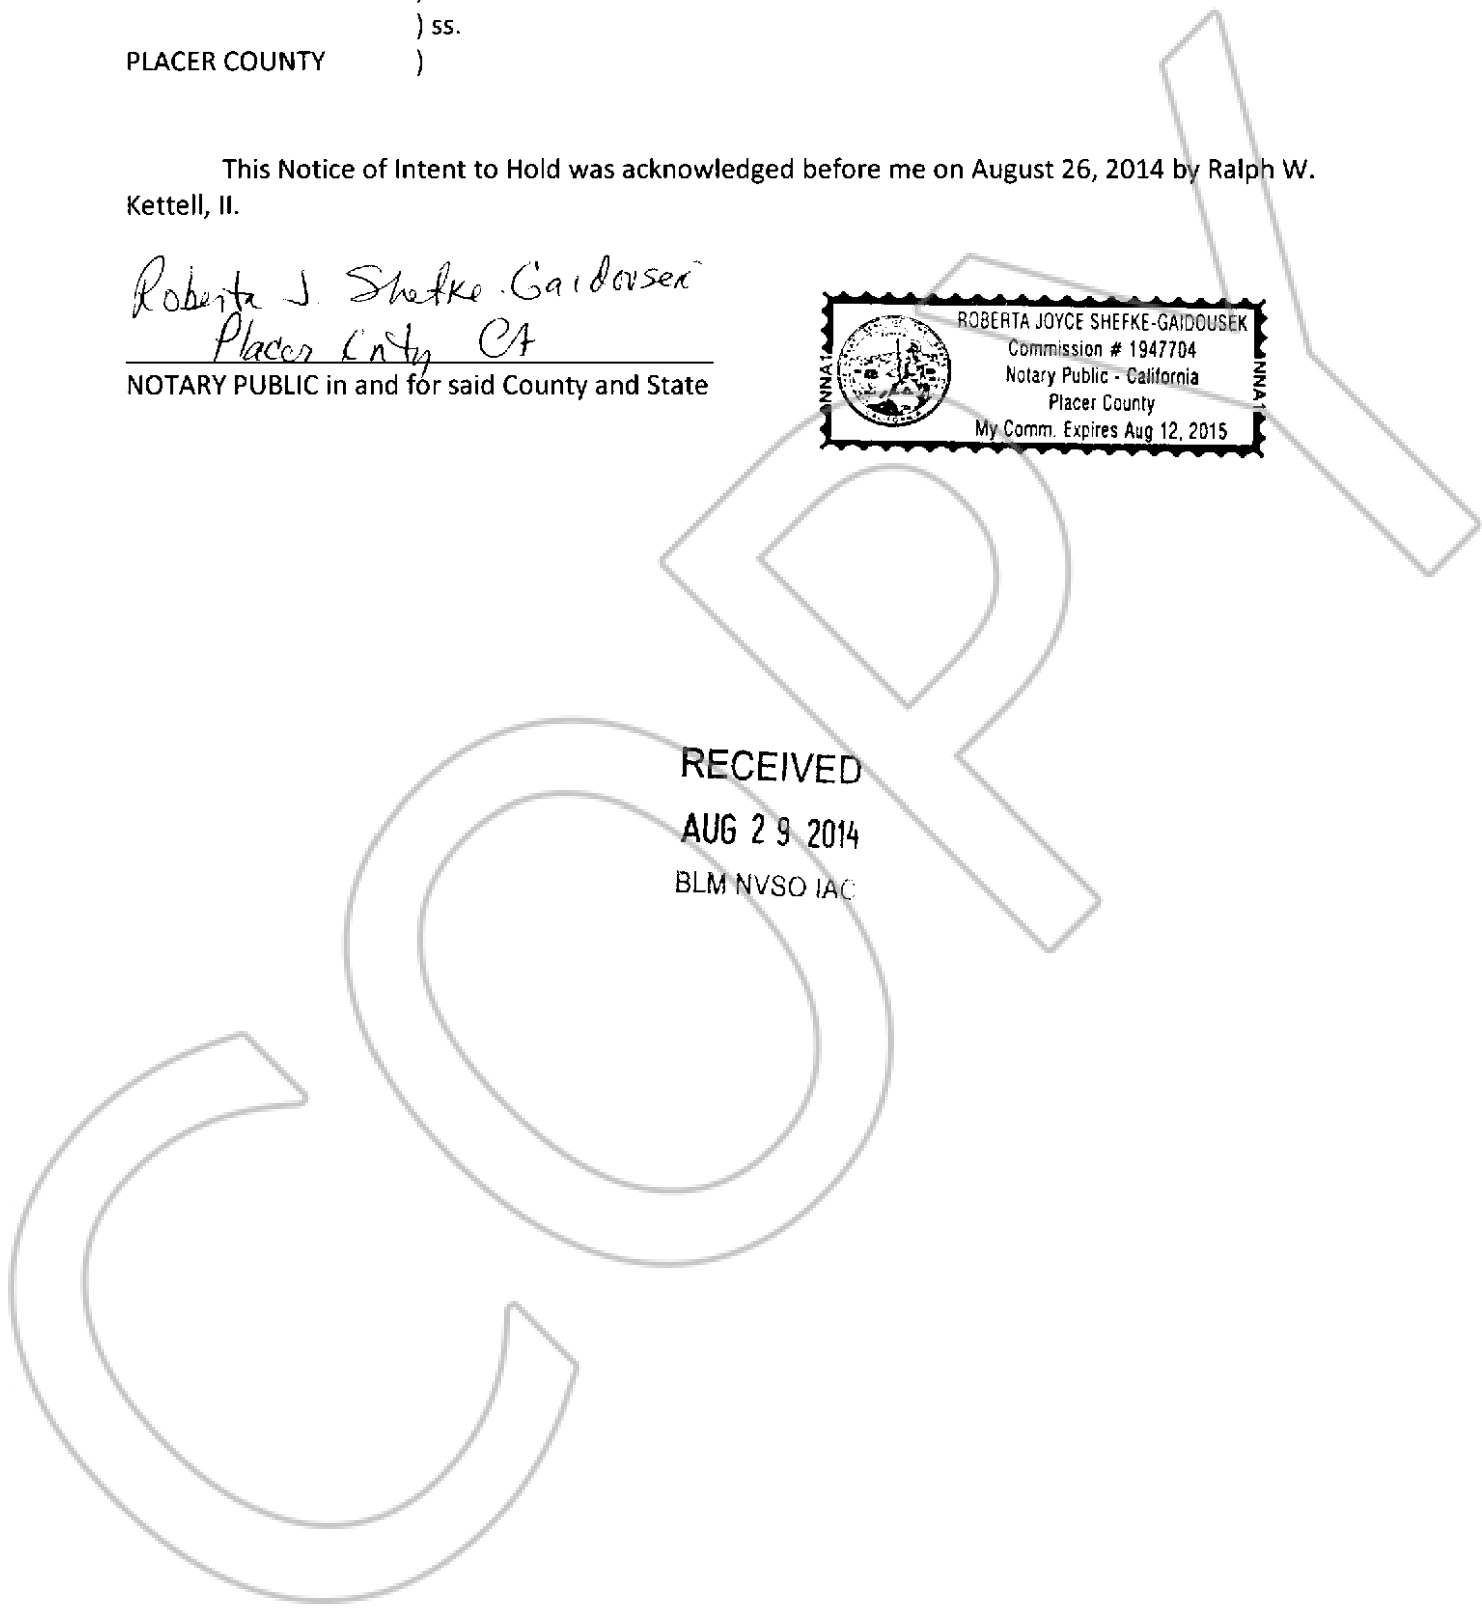 ) ss.
PLACER COUNTY )
This Notice of Intent to Hold was acknowledged before me on August 26, 2014 by Ralph W.
Kettell, II.
Roberta J. Shefke-Gaidousek
Placer Cnty CA
NOTARY PUBLIC in and for said County and State
ROBERTA JOYCE SHEFKE-GAIDOUSEK
Commission # 1947704
Notary Public - California
Placer County
My Comm. Expires Aug 12, 2015
NNA1
NNA1
RECEIVED
AUG 29 2014
BLM NVSO IAC
COPY